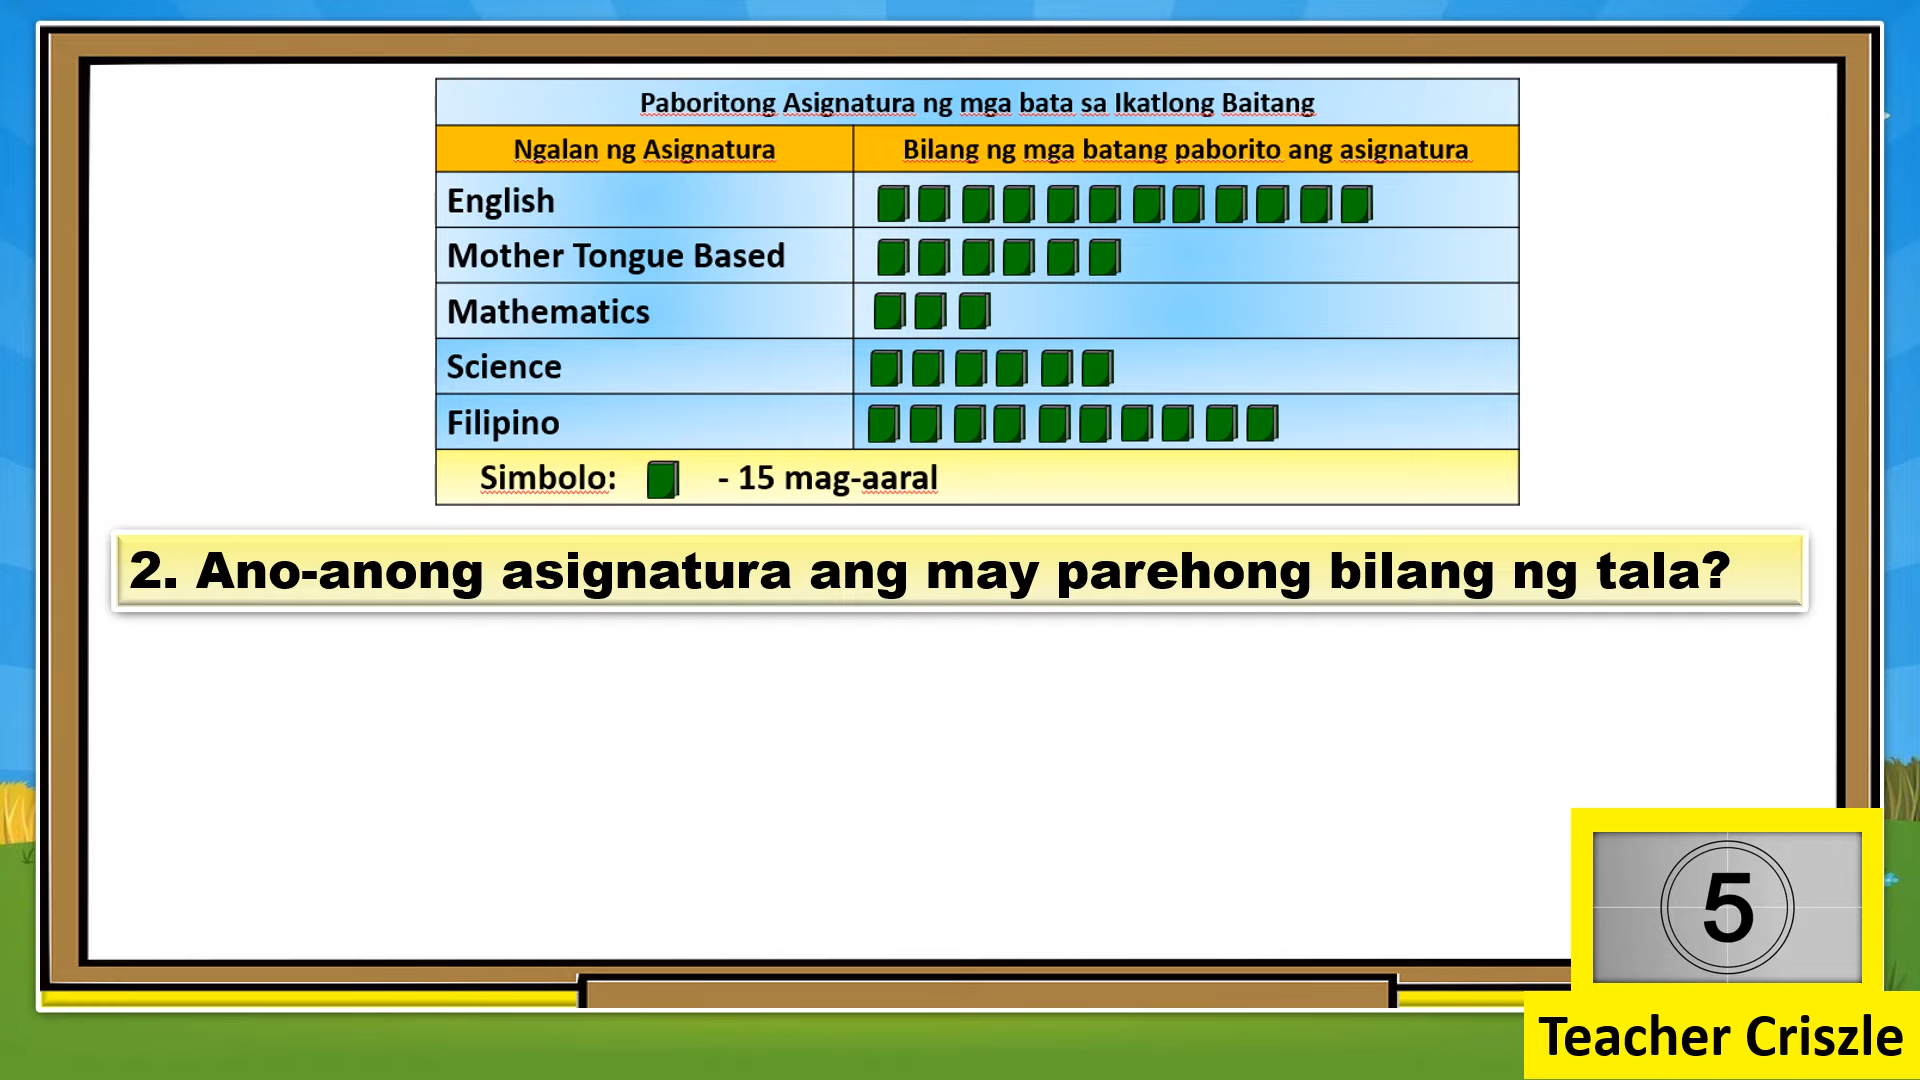 Paboritong Asignatura ng mga bata sa Ikatlong Baitang
Ngalan ng Asignatura
Bilang ng mga batang paborito ang asignatura
English
Mother Tongue Based
Mathematics
Science
Filipino
Simbolo: - 15 mag-aaral
2. Ano-anong asignatura ang may parehong bilang ng tala?
5
Teacher Criszle